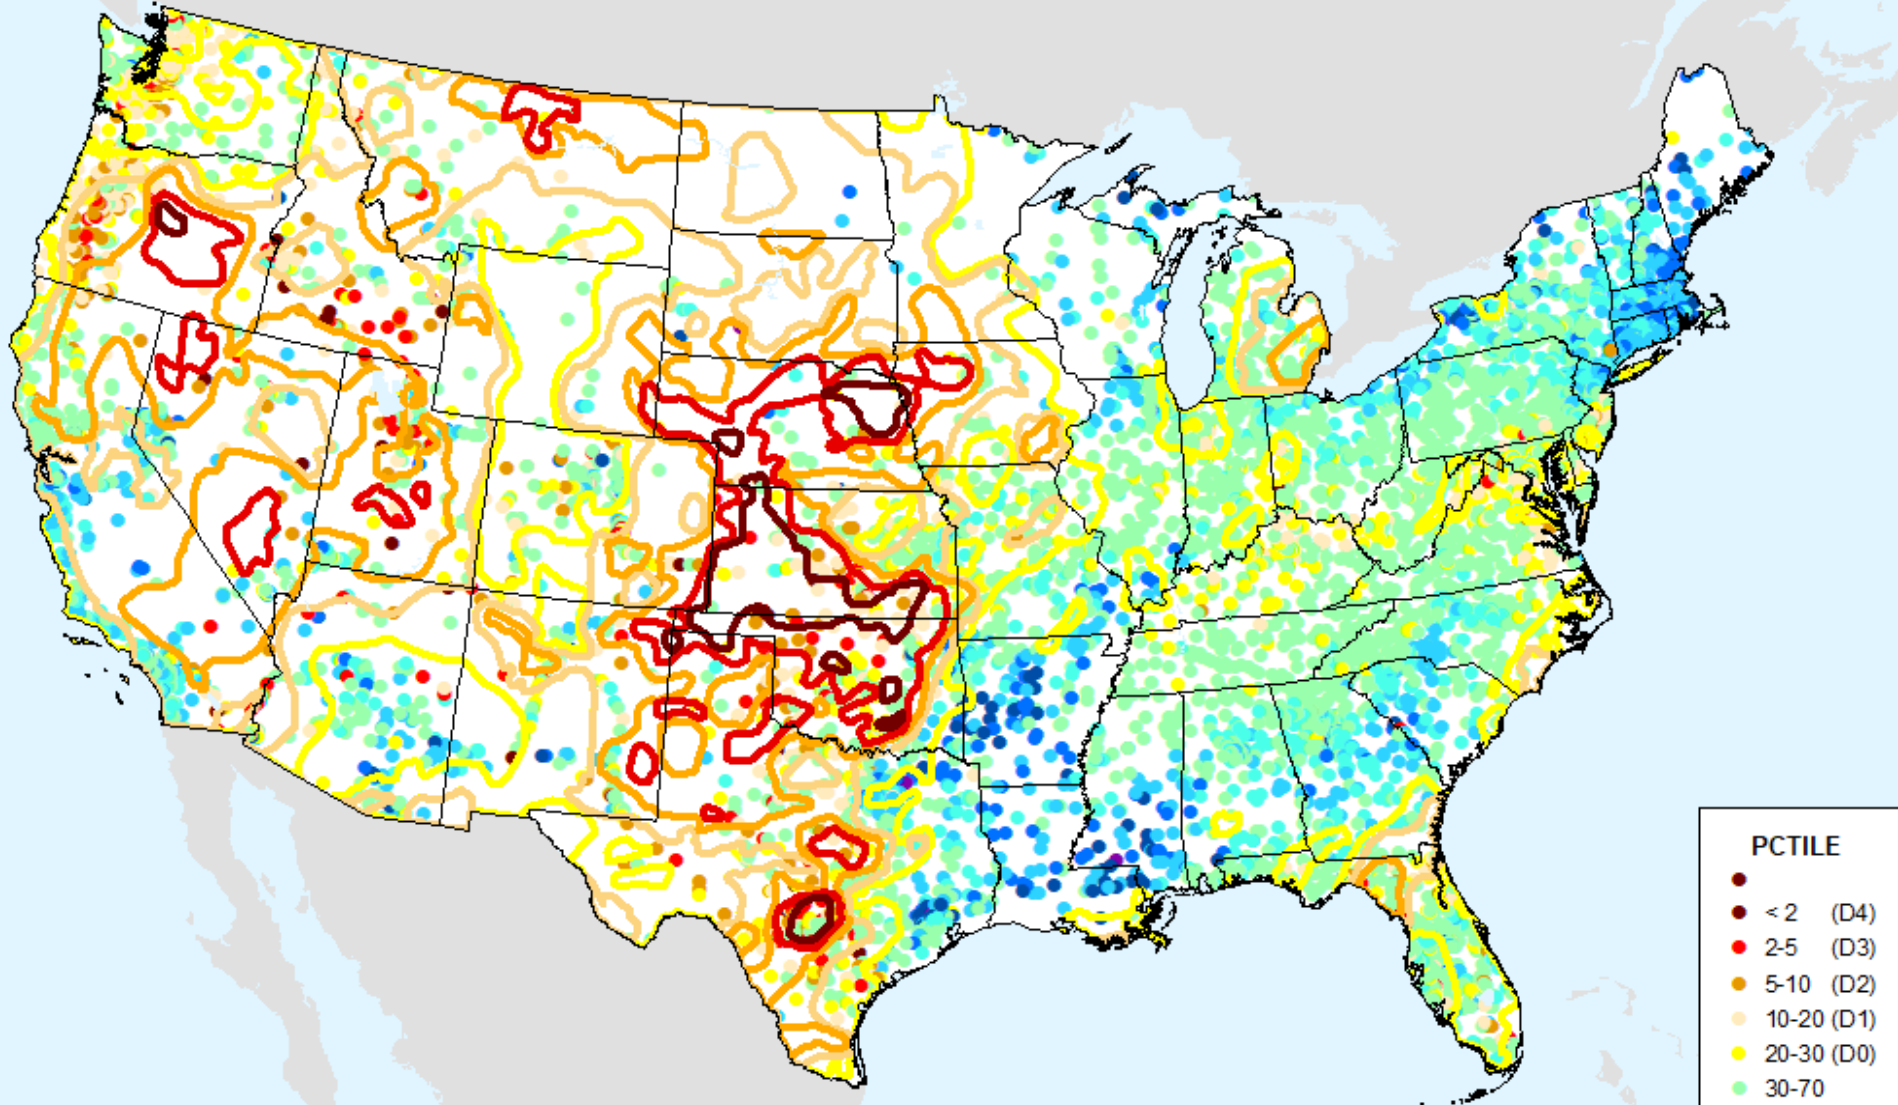 PCTILE
< 2 (D4)
2-5 (D3)
5-10 (D2)
10-20 (D1)
20-30 (D0)
30-70